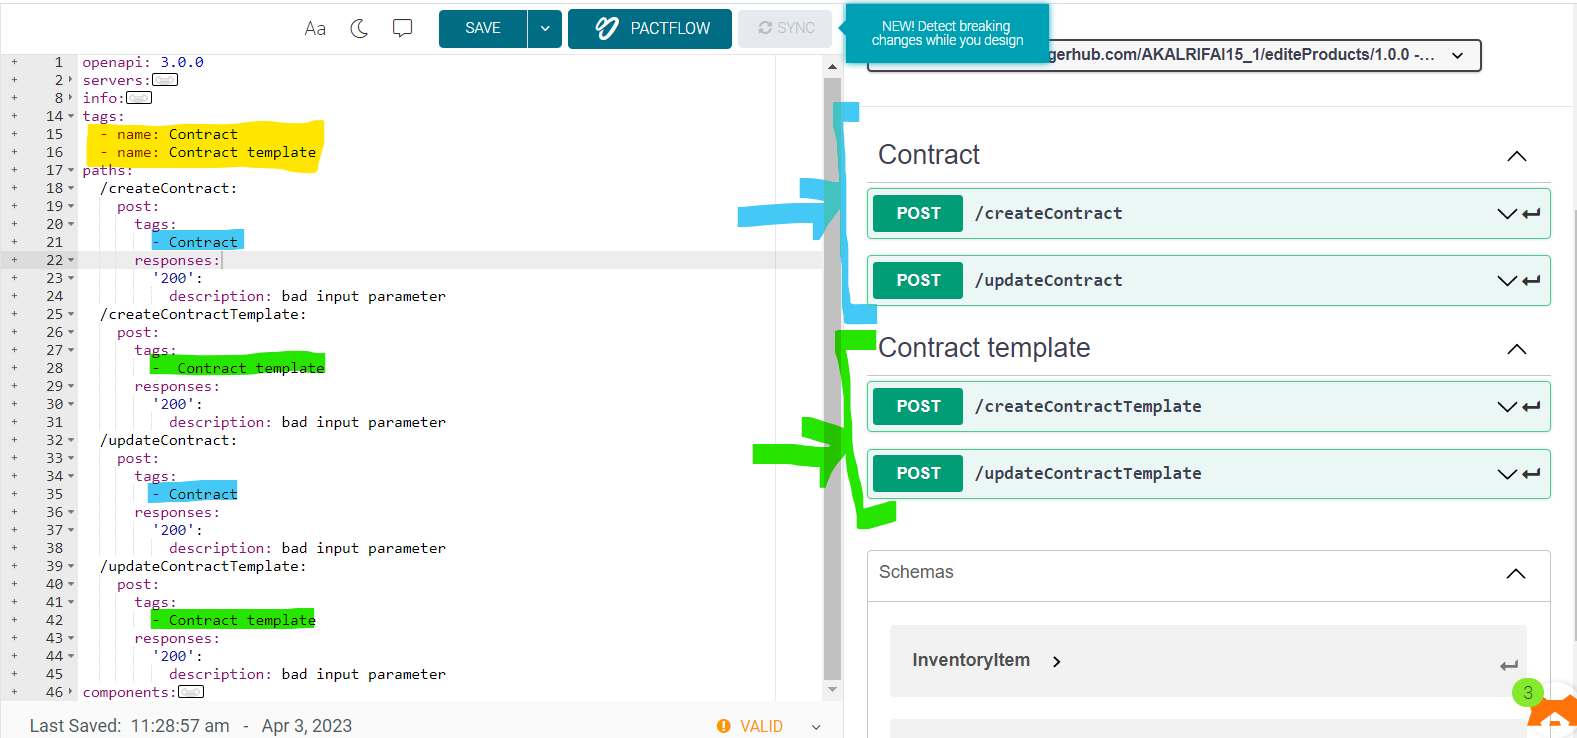 Aa SAVE PACTFLOW SYNC
NEW! Detect breaking
changes while you design
gerhub.com/AKALRIFAI15_1/editeProducts/1.0.0 -...
1 openapi: 3.0.0
2 servers:
8 info:
14 tags:
15 - name: Contract
16 - name: Contract template
17 paths:
18 /createContract:
19 post:
20 tags:
21 - Contract
22 responses:
23 '200':
24 description: bad input parameter
25 /createContractTemplate:
26 post:
27 tags:
28 - Contract template
29 responses:
30 '200':
31 description: bad input parameter
32 /updateContract:
33 post:
34 tags:
35 - Contract
36 responses:
37 '200':
38 description: bad input parameter
39 /updateContractTemplate:
40 post:
41 tags:
42 - Contract template
43 responses:
44 '200':
45 description: bad input parameter
46 components:
Last Saved: 11:28:57 am - Apr 3, 2023
VALID
Contract
POST /createContract
POST /updateContract
Contract template
POST /createContractTemplate
POST /updateContractTemplate
Schemas
InventoryItem
3